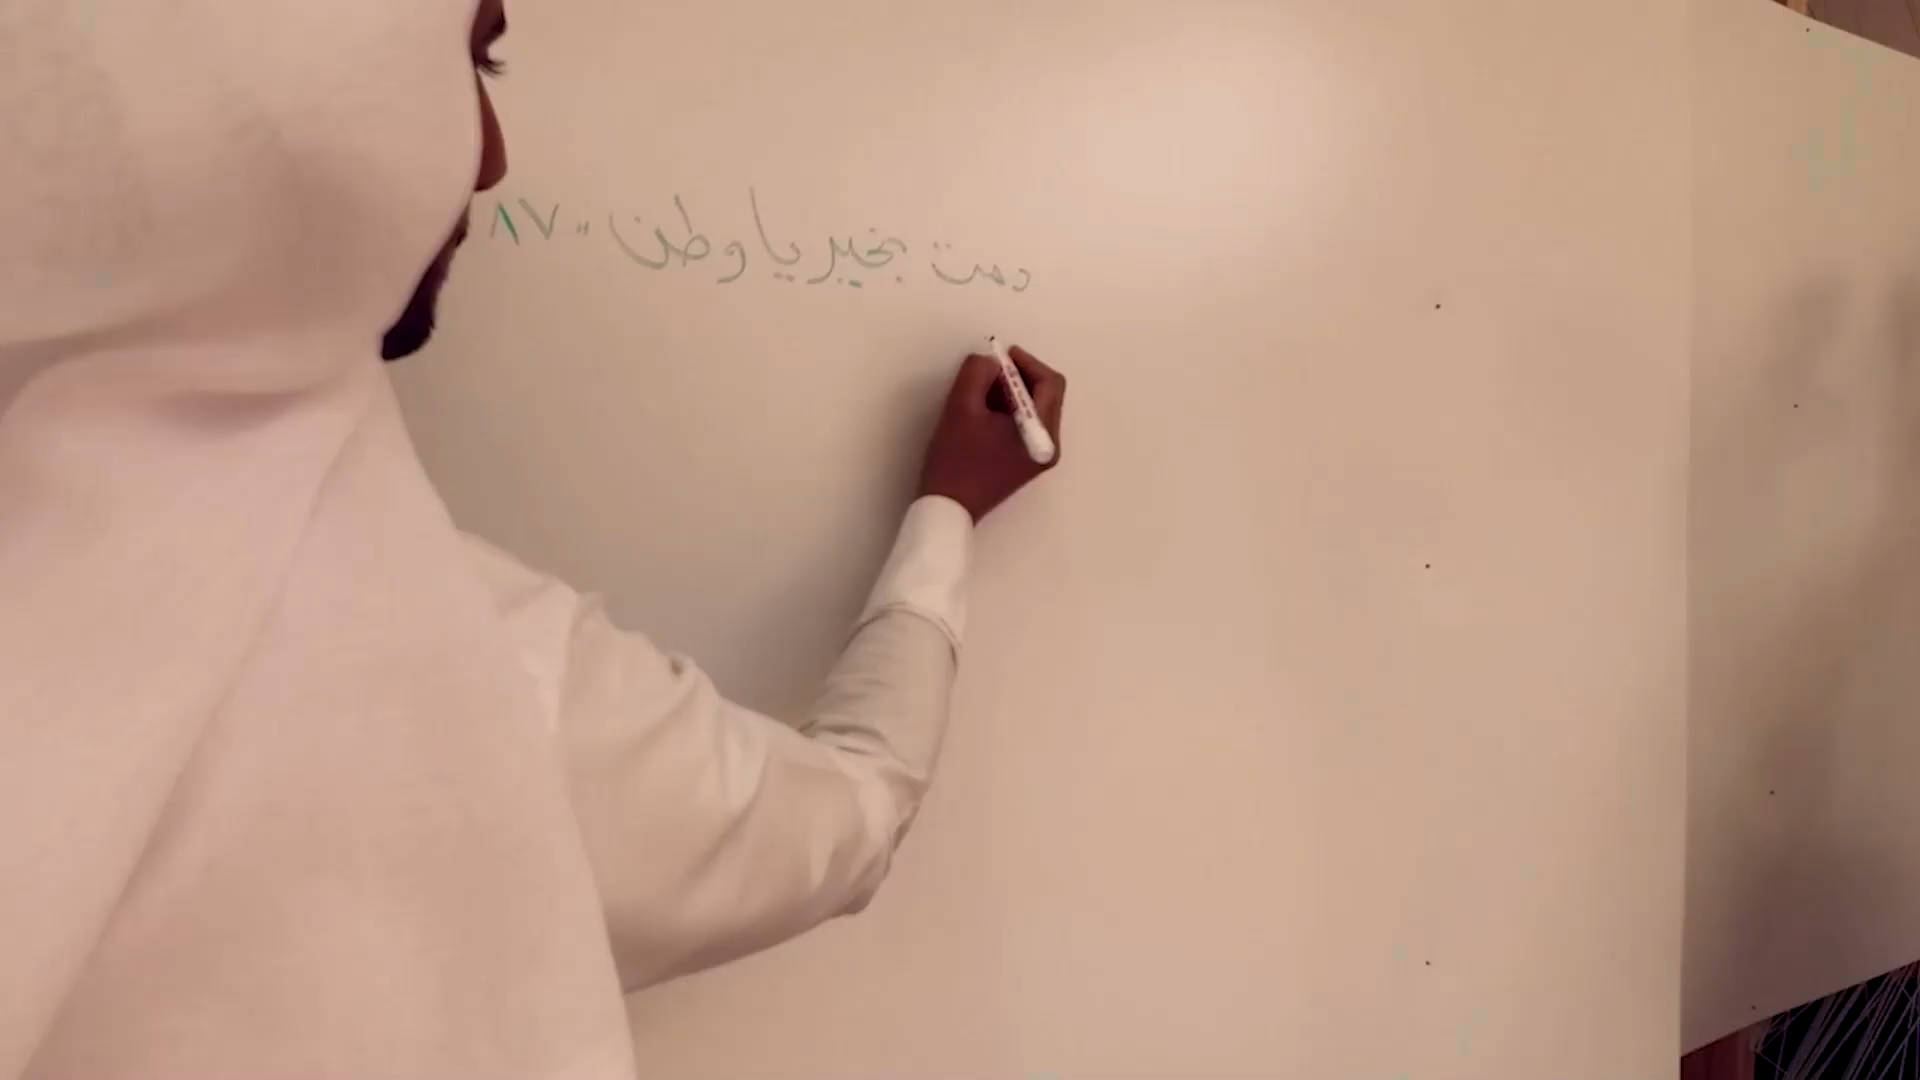 دمت بخير يا وطن " ٨٧